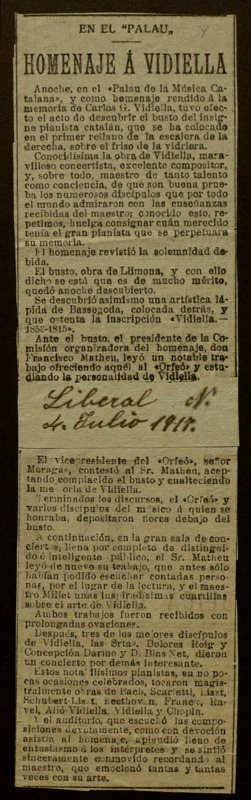 EN EL "PALAU„
HOMENAJE Á VIDIELLA
Anoche, en el «Palau de la Música Ca-
talana», y como homenaje rendido á la
memoria de Carlos G. Vidiella, tuvo efec-
to el acto de descubrir el busto del insig-
ne pianista catalán, que se ha colocado
en el primer rellano de la escalera de la
derecha, sobre el friso de la vidriera.
Conocidísima la obra de Vidiella, mara-
villoso concertista, excelente compositor,
y, sobre todo, maestro de tanto talento
como conciencia, de que son buena prue-
ba los numerosos discípulos que por todo
el mundo admiraron con las enseñanzas
recibidas del maestro; conocido esto, re-
petimos, huelga consignar cuán merecido
tenía el gran pianista que se perpetuara
su memoria.
El homenaje revistió la solemnidad de-
bida.
El busto, obra de Llimona, y con ello
dicho se está que es de mucho mérito,
quedó anoche descubierto.
Se descubrió asimismo una artística lá-
pida de Bassegoda, colocada detrás, y
que ostenta la inscripción «Vidiella.—
1855-1815».
Ante el busto, el presidente de la Co-
misión organizadora del homenaje, don
Francisco Matheu, leyó un notable tra-
bajo ofreciendo aquél al «Orfeó» y estu-
diando la personalidad de Vidiella.
Liberal N.
4. Julio
El vicepresidente del «Orfeó», señor
Moragas, contestó al Sr. Matheu, acep-
tando complacido el busto y enalteciendo
la memoria de Vidiella.
Terminados los discursos, el «Orfeó» y
varios discípulos del músico á quien se
honraba, depositaron flores debajo del
busto.
A continuación, en la gran sala de con-
ciertos, llena por completo de distingui-
do é inteligente público, el Sr. Matheu
leyó de nuevo su trabajo, que antes sólo
habían podido escuchar contadas perso-
nas, por el lugar de la lectura, y el maes-
tro Millet unas inspiradísimas cuartillas
sobre el arte de Vidiella.
Ambos trabajos fueron recibidos con
prolongadas ovaciones.
Después, tres de los mejores discípulos
de Vidiella, las Srtas. Dolores Roig y
Concepción Darno y D. Blas Net, dieron
un concierto por demás interesante.
Estos notabilísimos pianistas, en no po-
cas ocasiones celebrados, tocaron magis-
tralmente obras de Bach, Scarlatti, Liszt,
Schubert-Liszt, Beethoven, Franck, Ra-
vel, Alió-Vidiella, Vidiella y Chopin.
Y el auditorio, que escuchó las compo-
siciones devotamente, como con devoción
asistía al homenaje, aplaudió lleno de
entusiasmo á los intérpretes y se sintió
sinceramente conmovido recordando al
maestro, que emocionó tantas y tantas
veces con su arte.